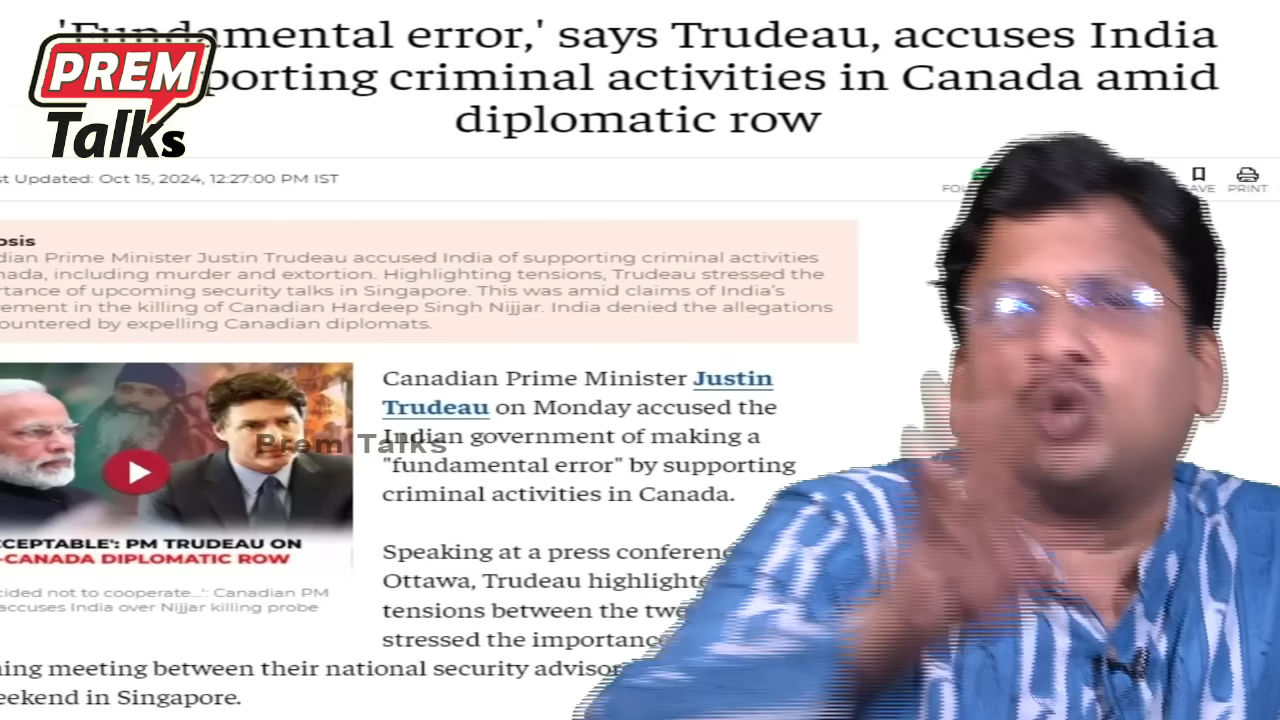 'Fundamental error,' says Trudeau, accuses India
porting criminal activities in Canada amid
diplomatic row
PREM
Talks
st Updated: Oct 15, 2024, 12:27:00 PM IST
FOL
AVE
PRINT
osis
dian Prime Minister Justin Trudeau accused India of supporting criminal activities
nada, including murder and extortion. Highlighting tensions, Trudeau stressed the
rtance of upcoming security talks in Singapore. This was amid claims of India's
vement in the killing of Canadian Hardeep Singh Nijjar. India denied the allegations
countered by expelling Canadian diplomats.
CCEPTABLE': PM TRUDEAU ON
-CANADA DIPLOMATIC ROW
cided not to cooperate...': Canadian PM
accuses India over Nijjar killing probe
Prem Talks
Canadian Prime Minister Justin
Trudeau on Monday accused the
Indian government of making a
"fundamental error" by supporting
criminal activities in Canada.
Speaking at a press conferenc
Ottawa, Trudeau highlighte
tensions between the two
stressed the importance
ning meeting between their national security advisor
eekend in Singapore.